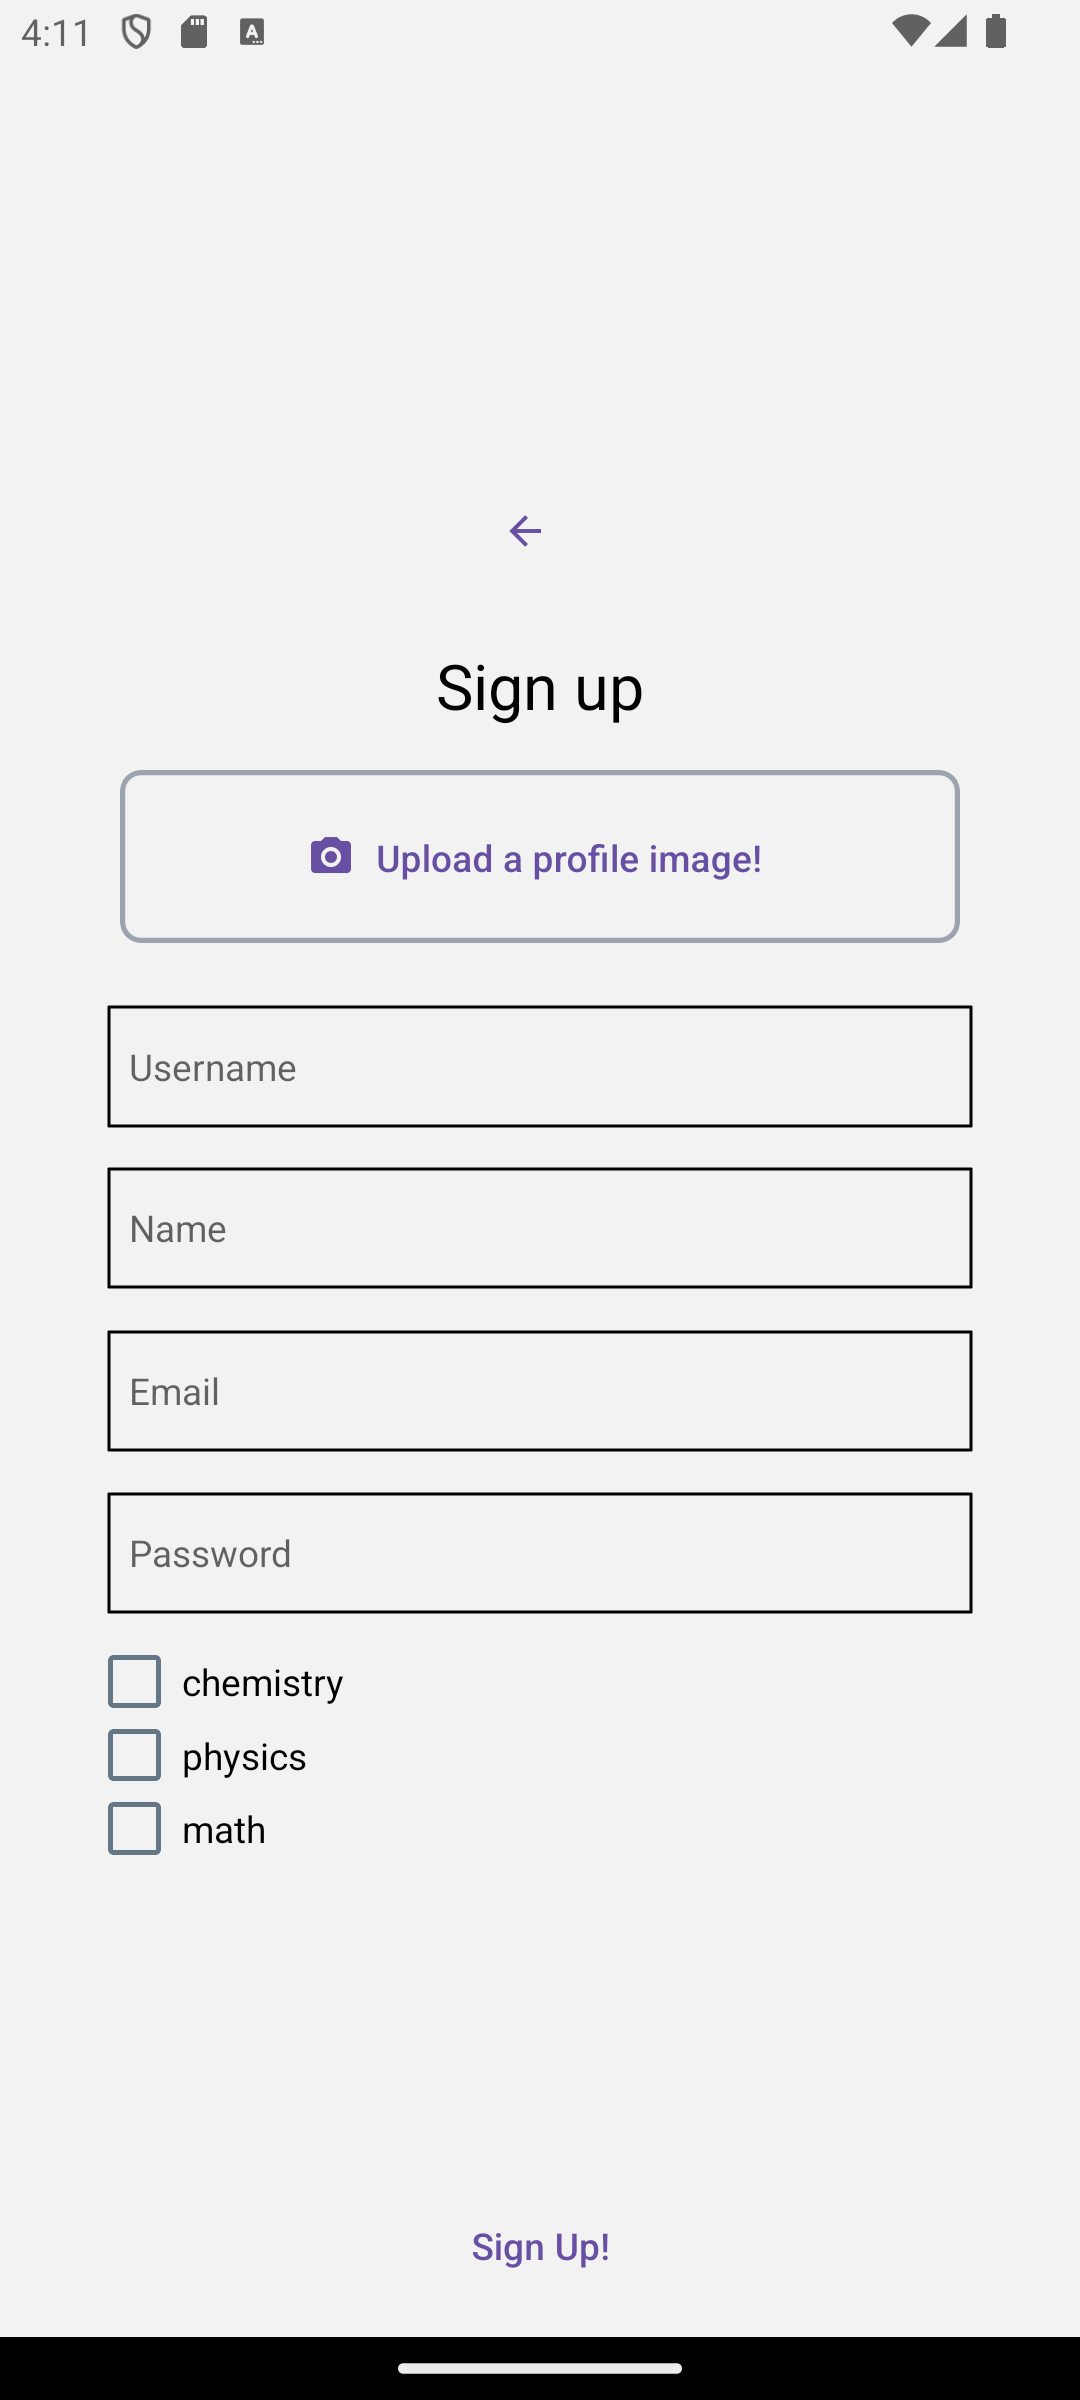 4:11
Sign up
Upload a profile image!
Username
Name
Email
Password
chemistry
physics
math
Sign Up!